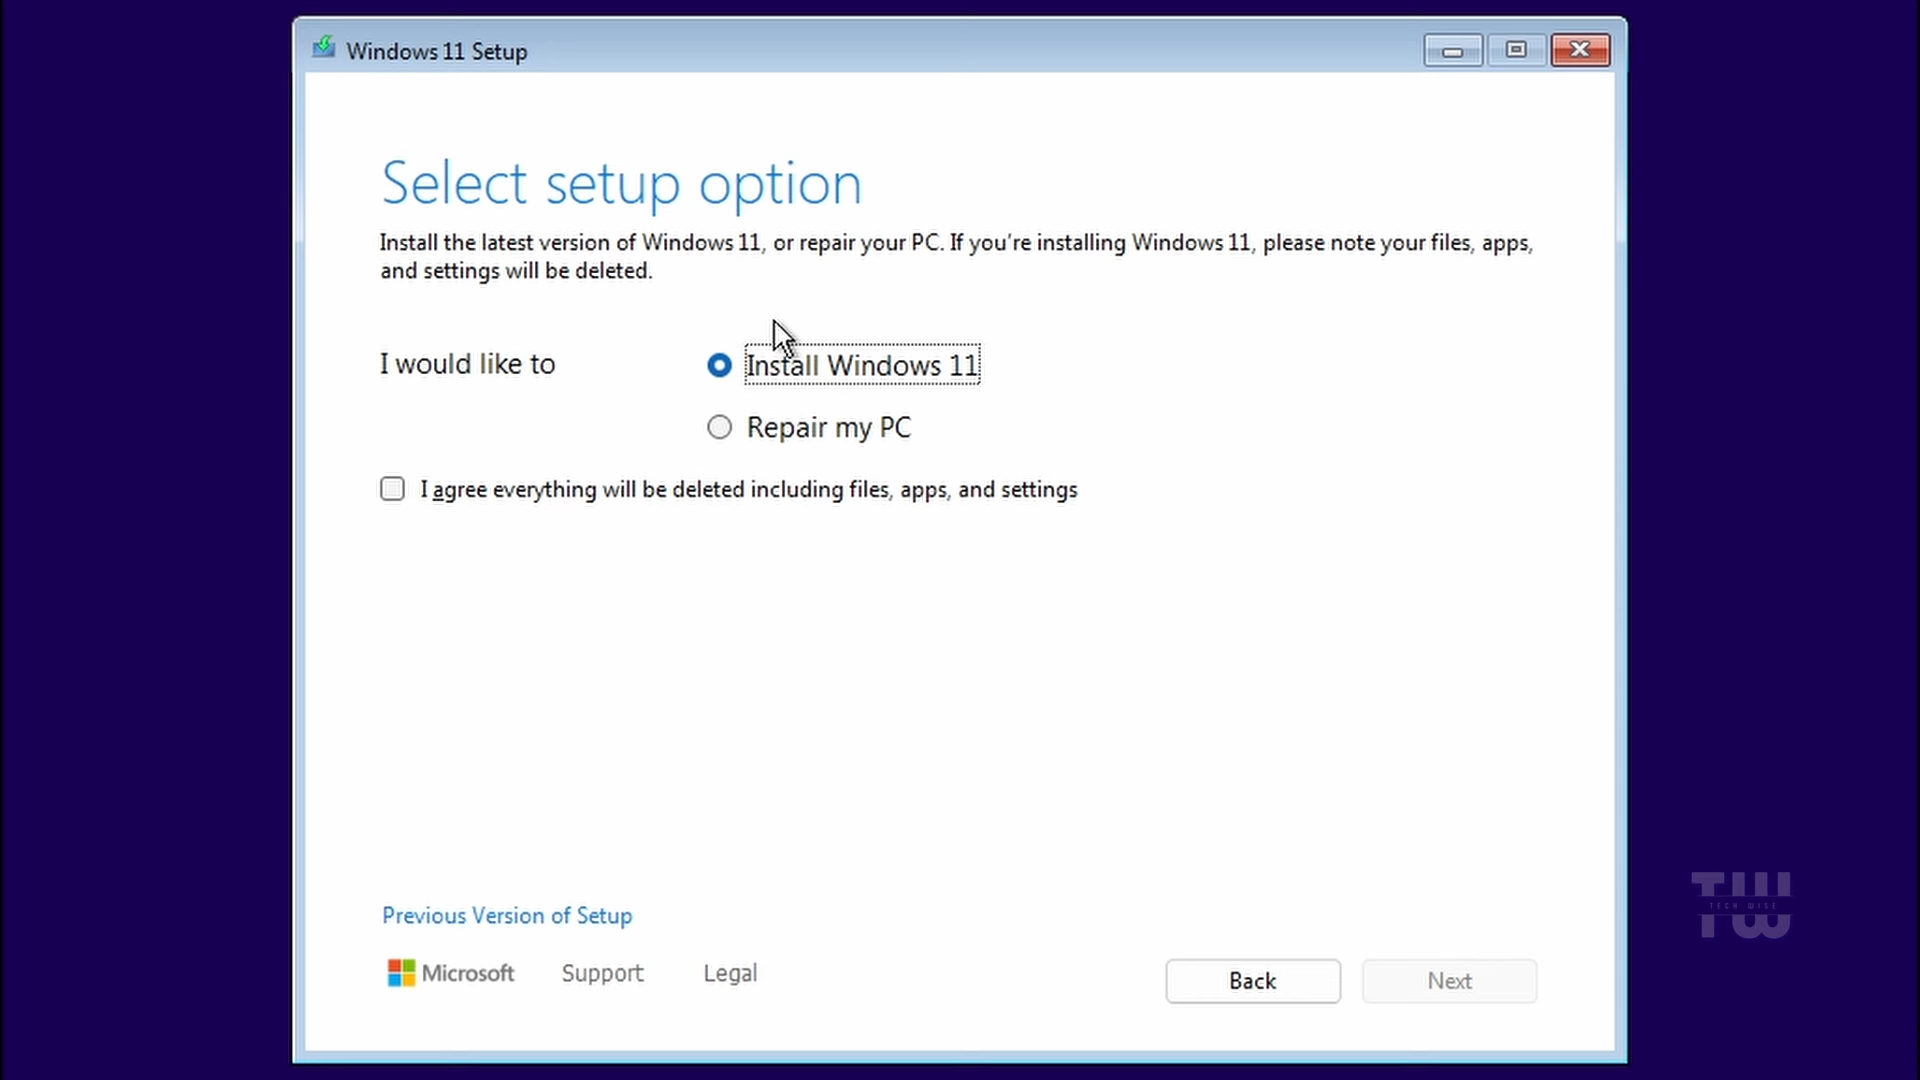 Windows 11 Setup
Select setup option
Install the latest version of Windows 11, or repair your PC. If you're installing Windows 11, please note your files, apps,
and settings will be deleted.
I would like to
Install Windows 11
Repair my PC
I agree everything will be deleted including files, apps, and settings
Previous Version of Setup
Microsoft Support Legal
Back Next
TW
TECH WISE